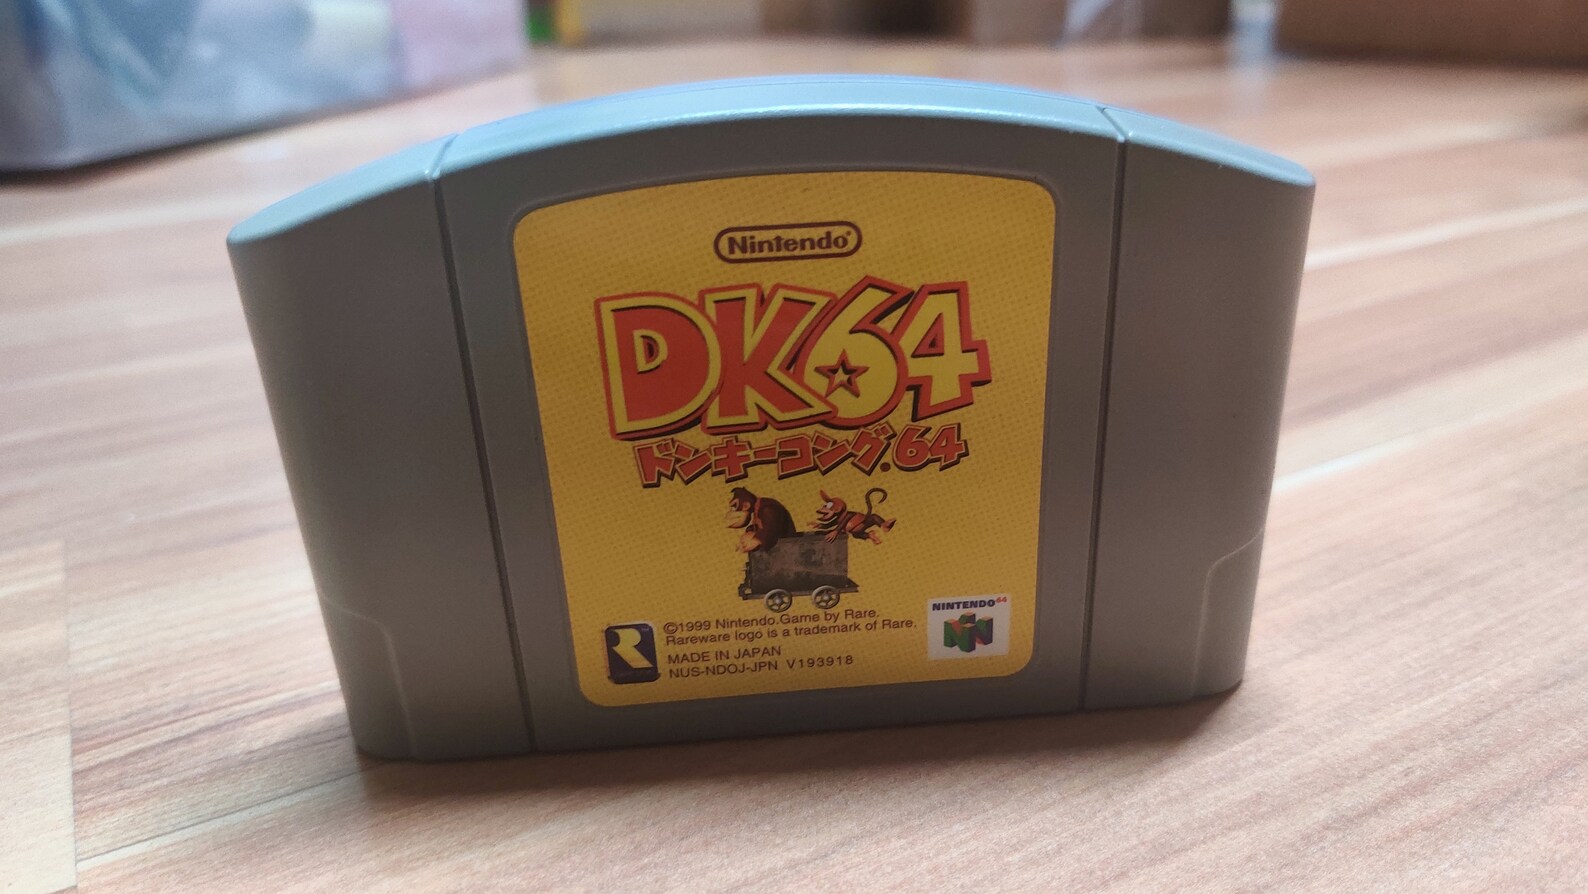 Nintendo®
DK64
ドンキーコング64
©1999 Nintendo.Game by Rare.
Rareware logo is a trademark of Rare.
MADE IN JAPAN
NUS-NDOJ-JPN V193918
NINTENDO64